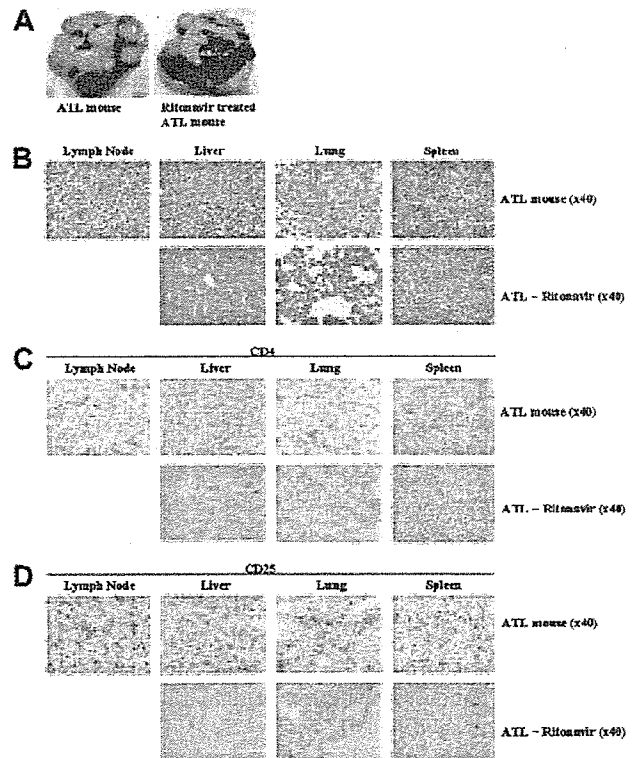 A
ATL mouse
Ritonavir treated
ATL mouse
B
Lymph Node Liver Lung Spleen
ATL mouse (x40)
ATL – Ritonavir (x40)
C
CD4
Lymph Node Liver Lung Spleen
ATL mouse (x40)
ATL – Ritonavir (x40)
D
CD25
Lymph Node Liver Lung Spleen
ATL mouse (x40)
ATL – Ritonavir (x40)